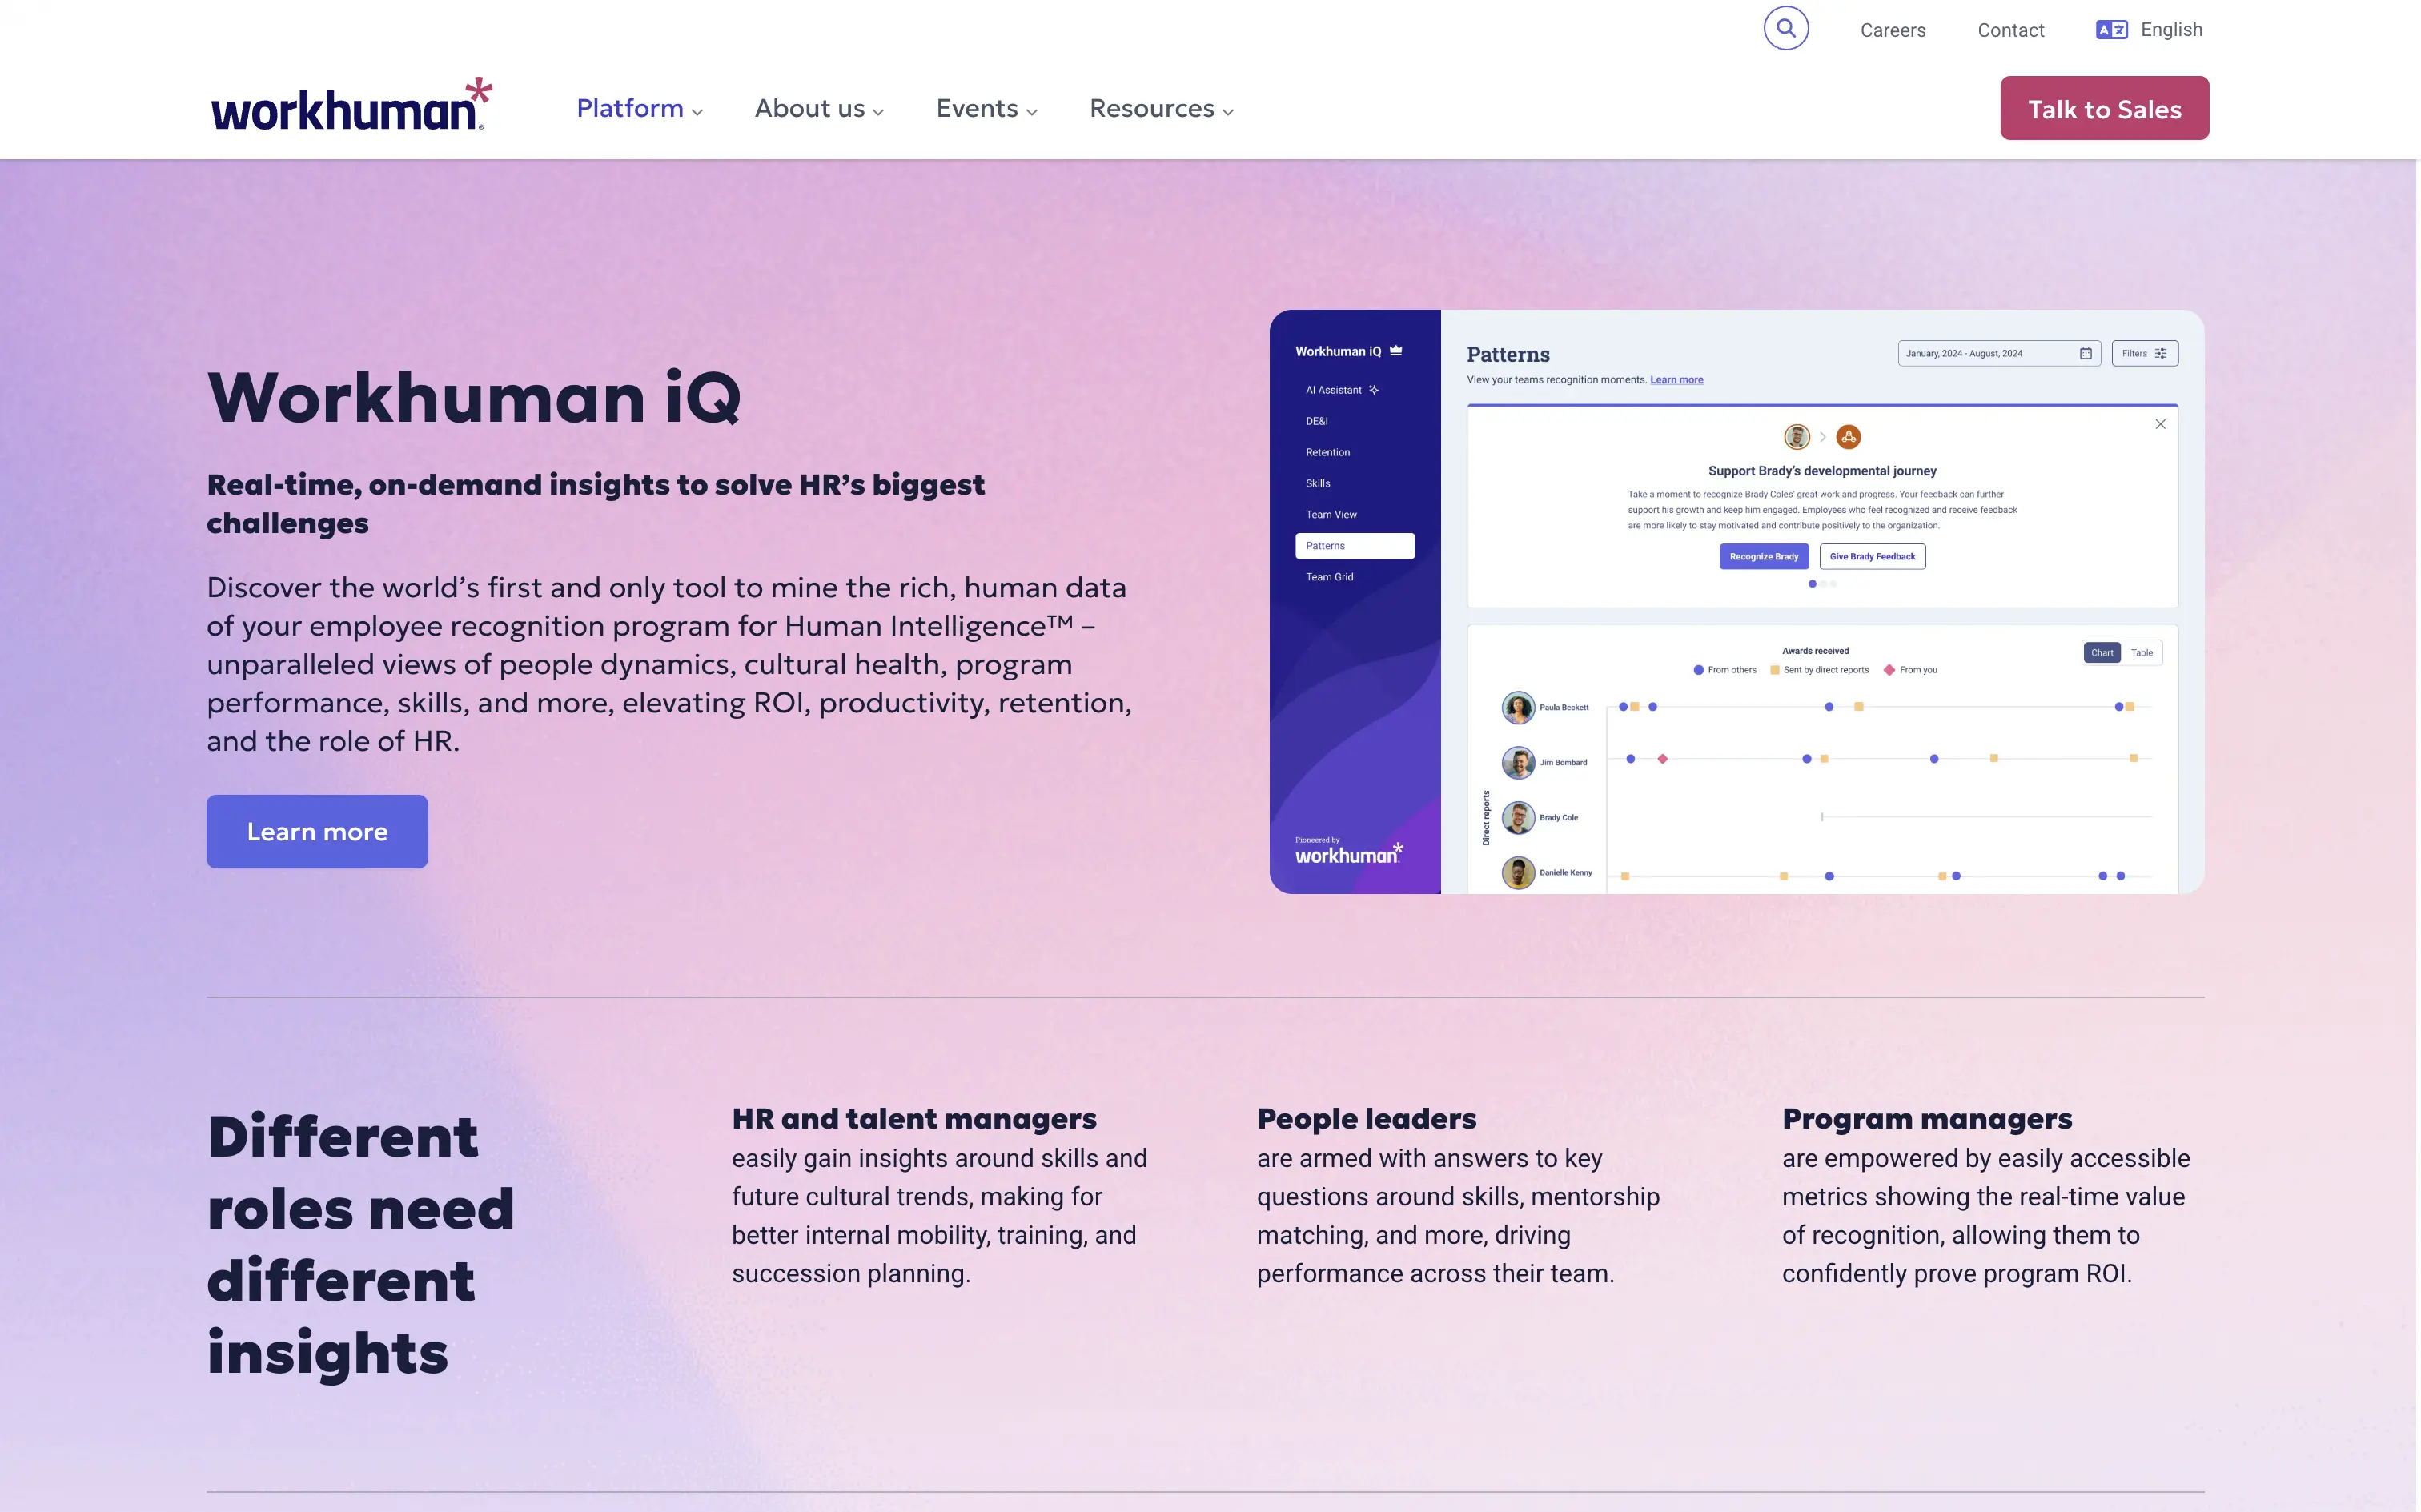 Careers
Contact
English
workhuman*
Platform
About us
Events
Resources
Talk to Sales
Workhuman iQ
Real-time, on-demand insights to solve HR’s biggest
challenges
Discover the world’s first and only tool to mine the rich, human data
of your employee recognition program for Human Intelligence™ –
unparalleled views of people dynamics, cultural health, program
performance, skills, and more, elevating ROI, productivity, retention,
and the role of HR.
Learn more
Workhuman iQ
AI Assistant
DE&I
Retention
Skills
Team View
Patterns
Team Grid
Pioneered by
workhuman*
Patterns
January, 2024 - August, 2024
Filters
View your teams recognition moments. Learn more
Support Brady’s developmental journey
Take a moment to recognize Brady Coles' great work and progress. Your feedback can further
support his growth and keep him engaged. Employees who feel recognized and receive feedback
are more likely to stay motivated and contribute positively to the organization.
Recognize Brady
Give Brady Feedback
Awards received
Chart
Table
From others
Sent by direct reports
From you
Direct reports
Paula Beckett
Jim Bombard
Brady Cole
Danielle Kenny
Different
roles need
different
insights
HR and talent managers
easily gain insights around skills and
future cultural trends, making for
better internal mobility, training, and
succession planning.
People leaders
are armed with answers to key
questions around skills, mentorship
matching, and more, driving
performance across their team.
Program managers
are empowered by easily accessible
metrics showing the real-time value
of recognition, allowing them to
confidently prove program ROI.